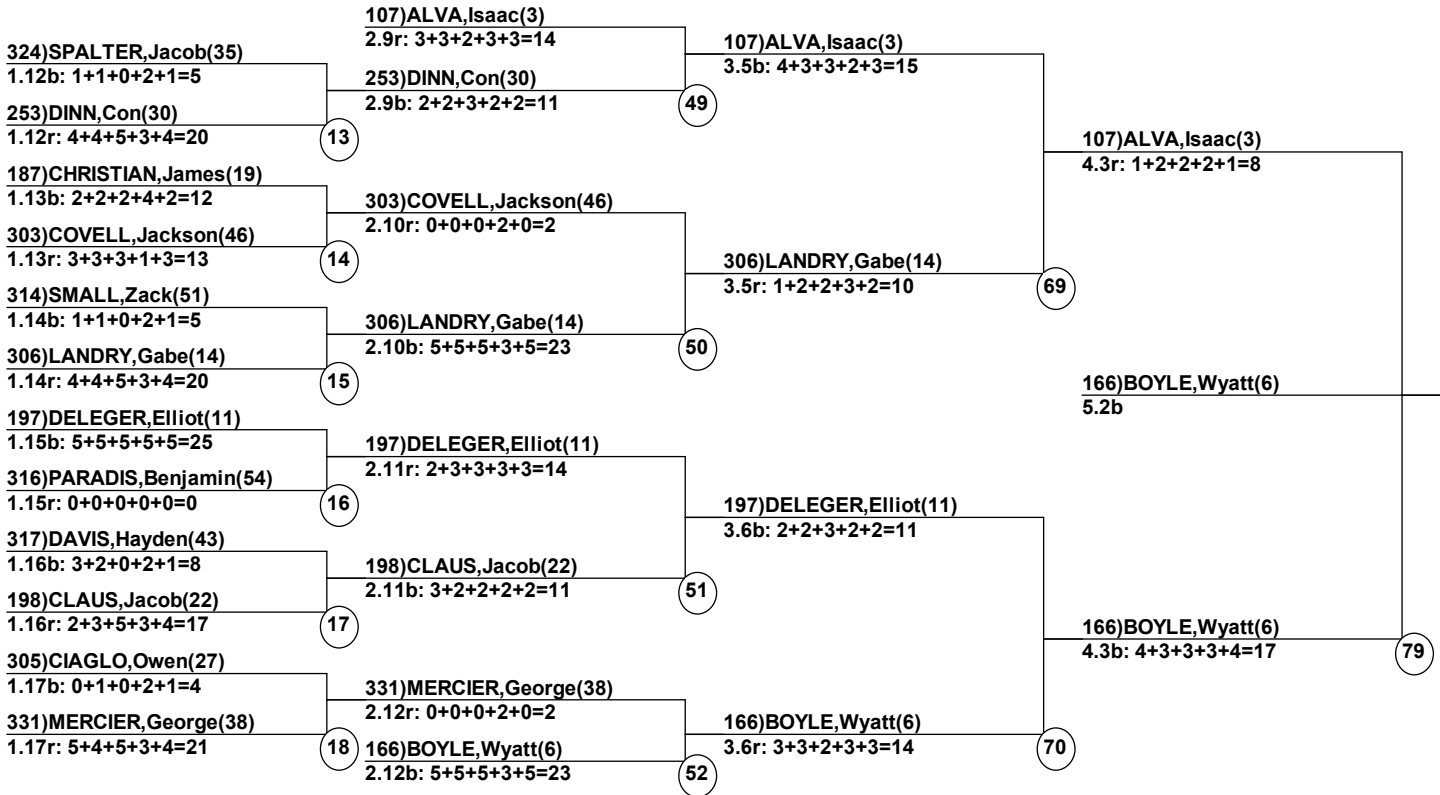 324)SPALTER,Jacob(35)
1.12b: 1+1+0+2+1=5
253)DINN,Con(30)
1.12r: 4+4+5+3+4=20
13
187)CHRISTIAN,James(19)
1.13b: 2+2+2+4+2=12
303)COVELL,Jackson(46)
1.13r: 3+3+3+1+3=13
14
314)SMALL,Zack(51)
1.14b: 1+1+0+2+1=5
306)LANDRY,Gabe(14)
1.14r: 4+4+5+3+4=20
15
197)DELEGER,Elliot(11)
1.15b: 5+5+5+5+5=25
316)PARADIS,Benjamin(54)
1.15r: 0+0+0+0+0=0
16
317)DAVIS,Hayden(43)
1.16b: 3+2+0+2+1=8
198)CLAUS,Jacob(22)
1.16r: 2+3+5+3+4=17
17
305)CIAGLO,Owen(27)
1.17b: 0+1+0+2+1=4
331)MERCIER,George(38)
1.17r: 5+4+5+3+4=21
18
107)ALVA,Isaac(3)
2.9r: 3+3+2+3+3=14
253)DINN,Con(30)
2.9b: 2+2+3+2+2=11
49
303)COVELL,Jackson(46)
2.10r: 0+0+0+2+0=2
306)LANDRY,Gabe(14)
2.10b: 5+5+5+3+5=23
50
197)DELEGER,Elliot(11)
2.11r: 2+3+3+3+3=14
198)CLAUS,Jacob(22)
2.11b: 3+2+2+2+2=11
51
331)MERCIER,George(38)
2.12r: 0+0+0+2+0=2
166)BOYLE,Wyatt(6)
2.12b: 5+5+5+3+5=23
52
107)ALVA,Isaac(3)
3.5b: 4+3+3+2+3=15
306)LANDRY,Gabe(14)
3.5r: 1+2+2+3+2=10
69
197)DELEGER,Elliot(11)
3.6b: 2+2+3+2+2=11
166)BOYLE,Wyatt(6)
3.6r: 3+3+2+3+3=14
70
107)ALVA,Isaac(3)
4.3r: 1+2+2+2+1=8
166)BOYLE,Wyatt(6)
4.3b: 4+3+3+3+4=17
79
166)BOYLE,Wyatt(6)
5.2b